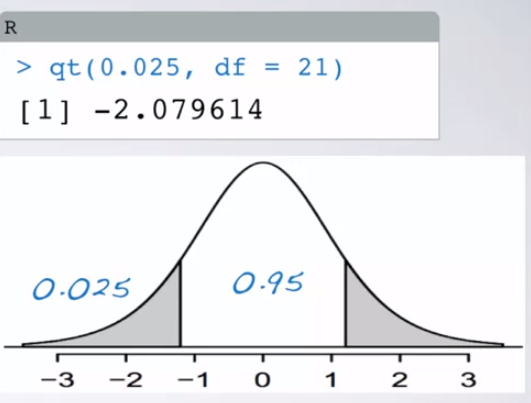 R
> qt(0.025, df = 21)
[1] -2.079614
0.025 0.95
-3 -2 -1 0 1 2 3